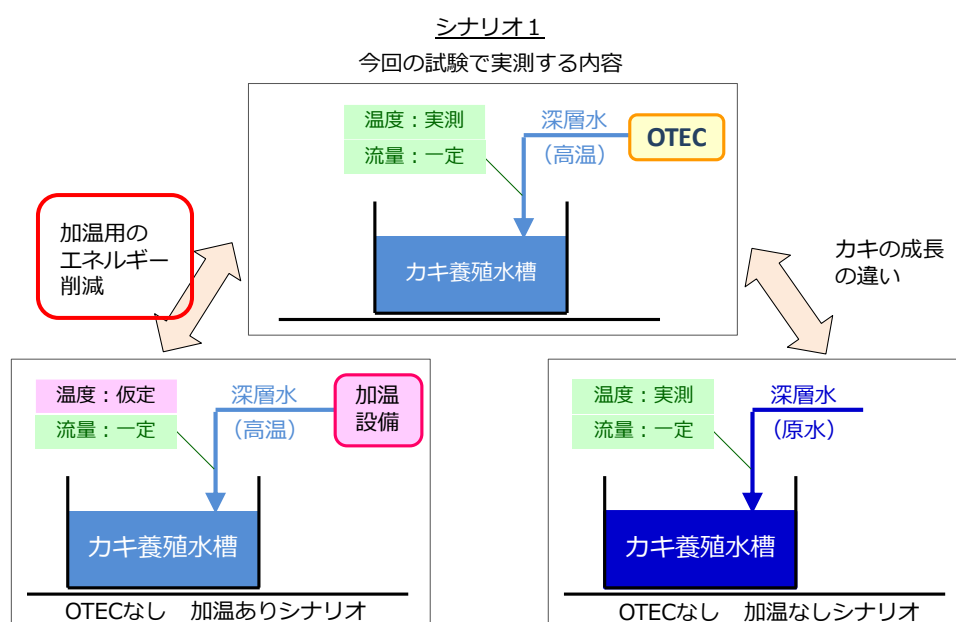 シナリオ１
今回の試験で実測する内容
温度：実測
流量：一定
深層水
（高温）
OTEC
カキ養殖水槽
加温用の
エネルギー
削減
カキの成長
の違い
温度：仮定
流量：一定
深層水
（高温）
加温
設備
カキ養殖水槽
OTECなし　加温ありシナリオ
温度：実測
流量：一定
深層水
（原水）
カキ養殖水槽
OTECなし　加温なしシナリオ